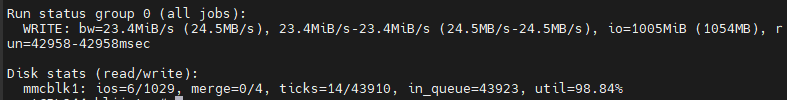 Run status group 0 (all jobs):
  WRITE: bw=23.4MiB/s (24.5MB/s), 23.4MiB/s-23.4MiB/s (24.5MB/s-24.5MB/s), io=1005MiB (1054MB), r
un=42958-42958msec

Disk stats (read/write):
  mmcblk1: ios=6/1029, merge=0/4, ticks=14/43910, in_queue=43923, util=98.84%